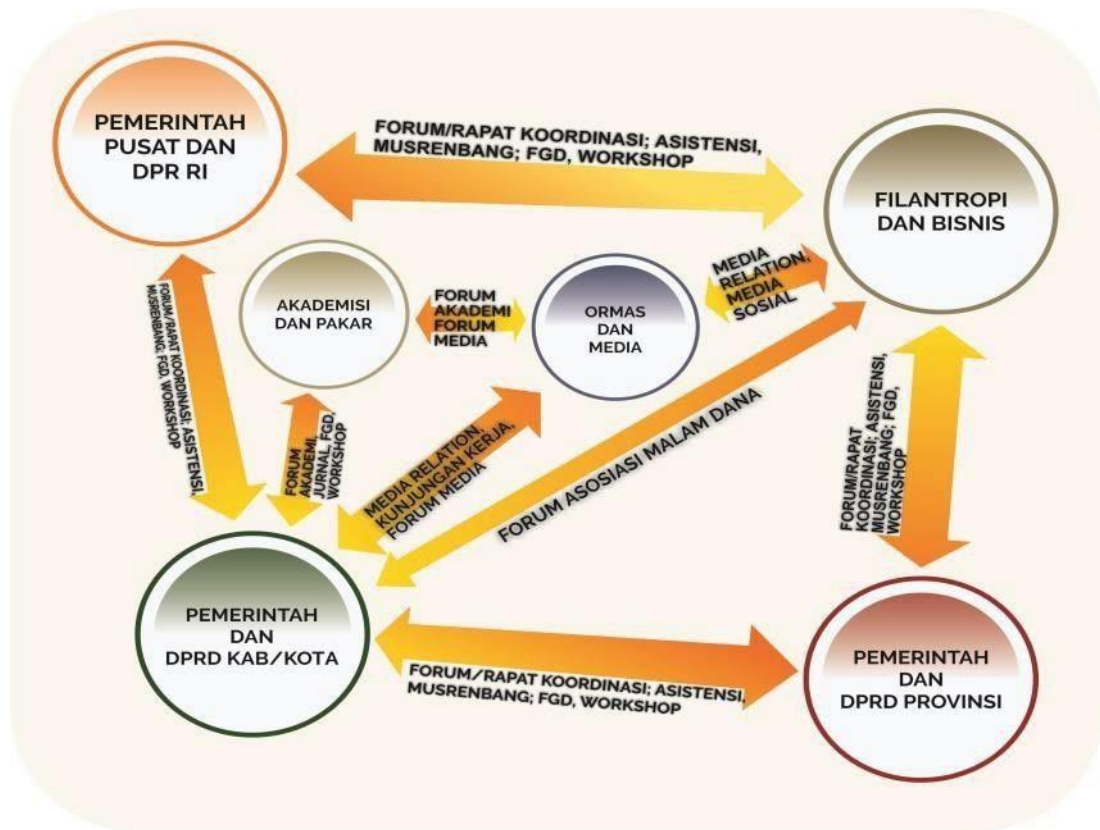 PEMERINTAH
PUSAT DAN
DPR RI
FORUM/RAPAT KOORDINASI; ASISTENSI,
MUSRENBANG; FGD, WORKSHOP
FILANTROPI
DAN BISNIS
AKADEMISI
DAN PAKAR
FORUM
AKADEMI
FORUM
MEDIA
ORMAS
DAN
MEDIA
MEDIA
RELATION,
MEDIA
SOSIAL
FORUM/RAPAT KOORDINASI; ASISTENSI,
MUSRENBANG; FGD, WORKSHOP
FORUM
AKADEMI,
JURNAL, FGD,
WORKSHOP
MEDIA RELATION,
KUNJUNGAN KERJA,
FORUM MEDIA
FORUM ASOSIASI MALAM DANA
FORUM/RAPAT
KOORDINASI; ASISTENSI,
MUSRENBANG; FGD,
WORKSHOP
PEMERINTAH
DAN
DPRD KAB/KOTA
FORUM/RAPAT KOORDINASI; ASISTENSI,
MUSRENBANG; FGD, WORKSHOP
PEMERINTAH
DAN
DPRD PROVINSI